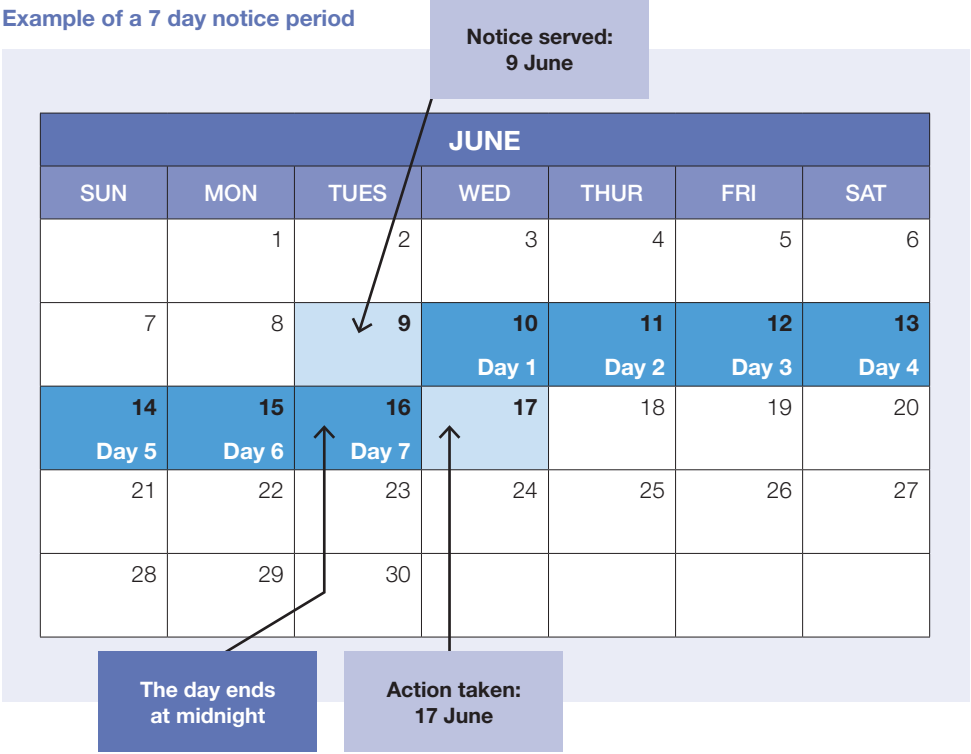 Example of a 7 day notice period
Notice served:
9 June
JUNE
SUN MON TUES WED THUR FRI SAT
1 2 3 4 5 6
7 8 9 10 11 12 13
Day 1 Day 2 Day 3 Day 4
14 15 16 17 18 19 20
Day 5 Day 6 Day 7
21 22 23 24 25 26 27
28 29 30
The day ends
at midnight
Action taken:
17 June